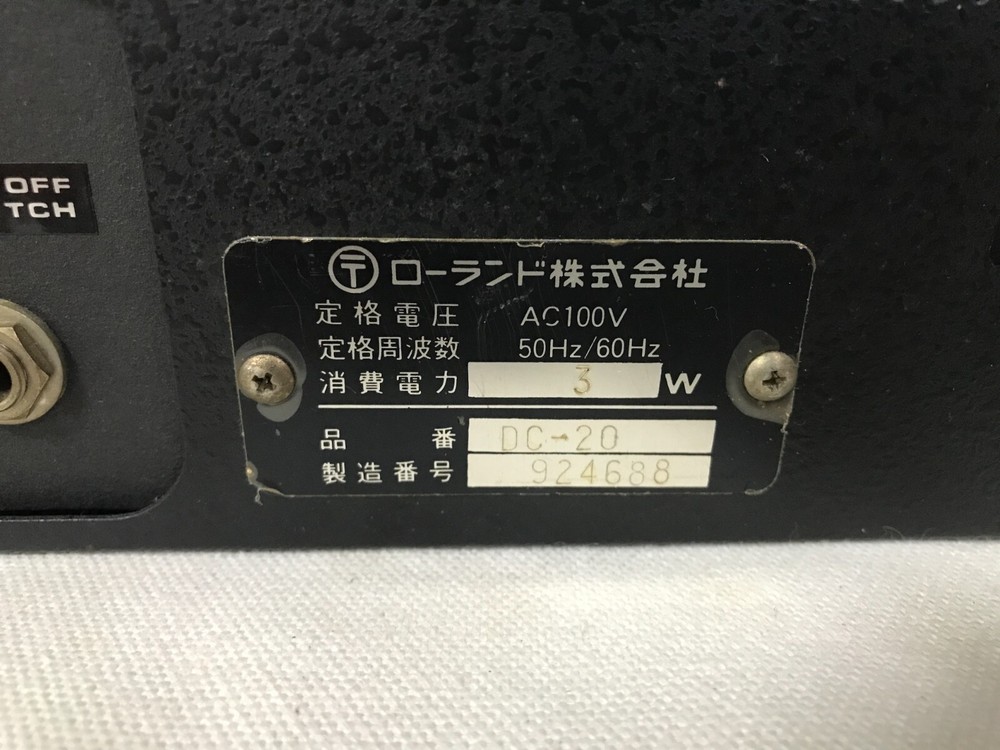 OFF
TCH
〒 ローランド株式会社
定格電圧 AC100V
定格周波数 50Hz/60Hz
消費電力 3 W
品番 DC-20
製造番号 924688